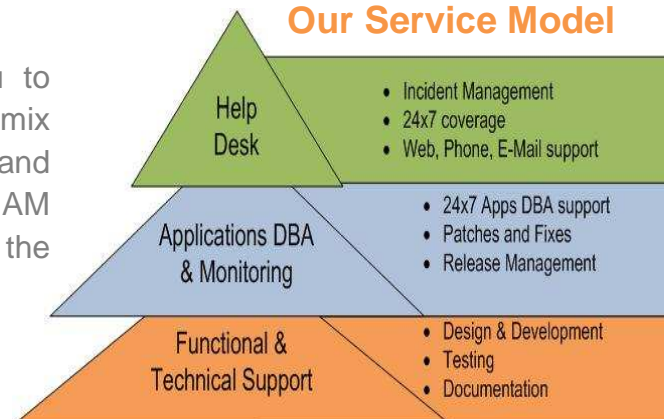 Our Service Model
to
mix
and
AM
the
Help
Desk
• Incident Management
• 24x7 coverage
• Web, Phone, E-Mail support
Applications DBA
& Monitoring
• 24x7 Apps DBA support
• Patches and Fixes
• Release Management
Functional &
Technical Support
• Design & Development
• Testing
• Documentation